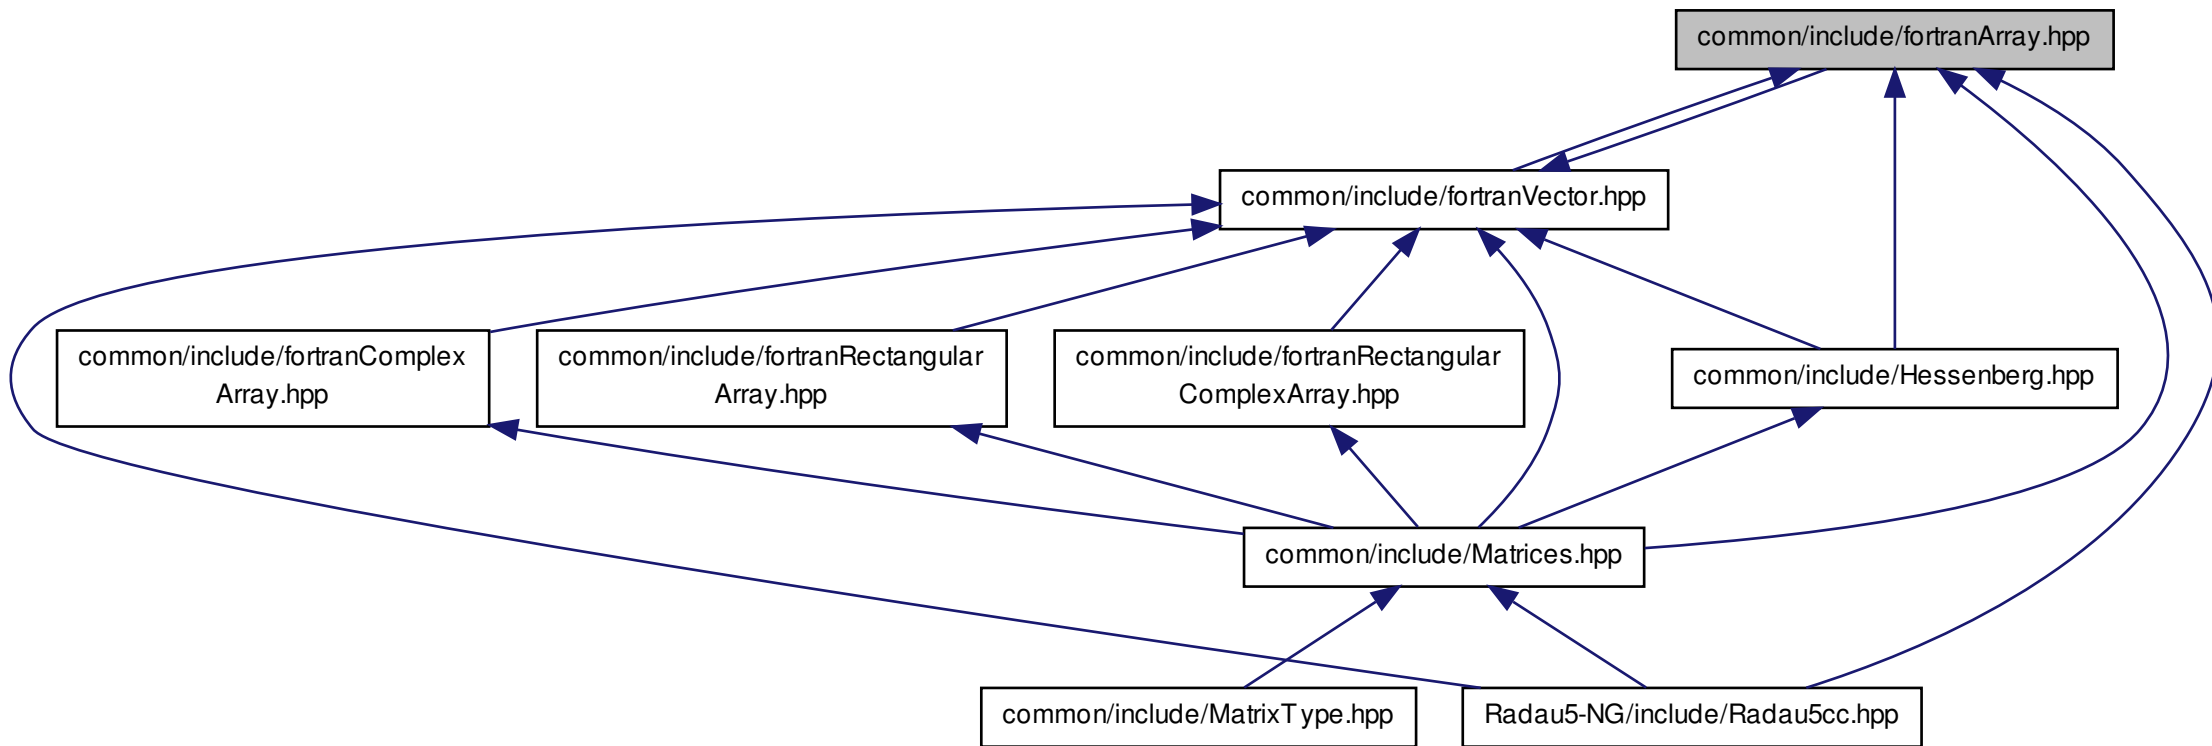 common/include/fortranArray.hpp
common/include/fortranVector.hpp
common/include/fortranComplex
Array.hpp
common/include/fortranRectangular
Array.hpp
common/include/fortranRectangular
ComplexArray.hpp
common/include/Hessenberg.hpp
common/include/Matrices.hpp
common/include/MatrixType.hpp
Radau5-NG/include/Radau5cc.hpp